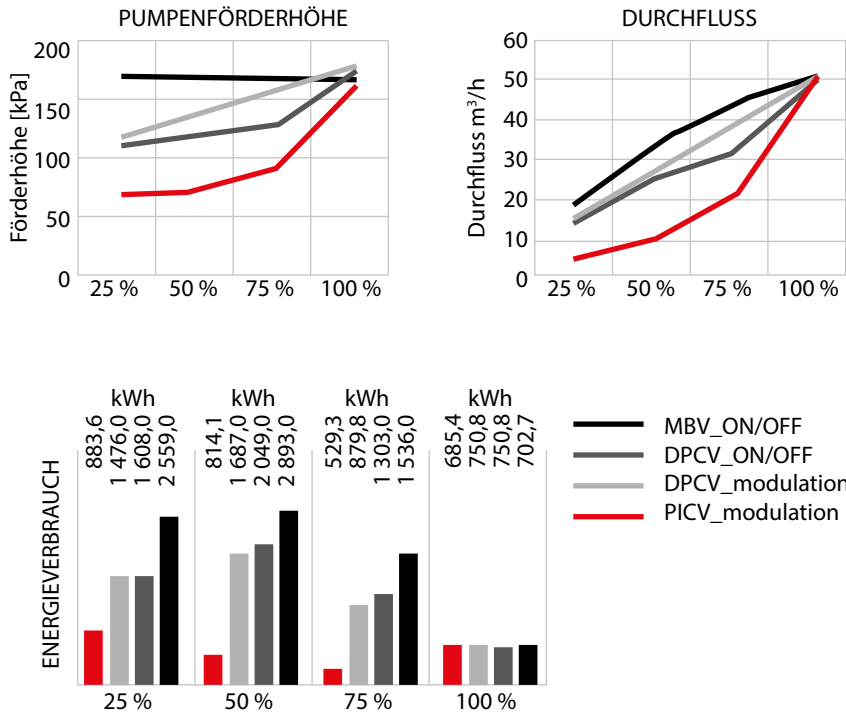 PUMPENFÖRDERHÖHE
Förderhöhe [kPa]
200
150
100
50
0
25 % 50 % 75 % 100 %
DURCHFLUSS
Durchfluss m³/h
60
50
40
30
20
10
0
25 % 50 % 75 % 100 %
ENERGIEVERBRAUCH
kWh
883,6
1 476,0
1 608,0
2 559,0
25 %
kWh
814,1
1 687,0
2 049,0
2 893,0
50 %
kWh
529,3
879,8
1 303,0
1 536,0
75 %
kWh
685,4
750,8
750,8
702,7
100 %
MBV_ON/OFF
DPCV_ON/OFF
DPCV_modulation
PICV_modulation